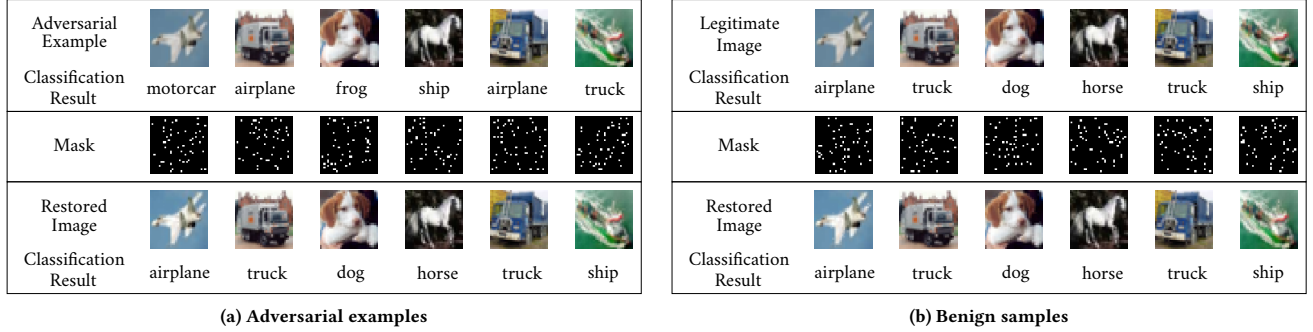 Adversarial
Example
Classification
Result
motorcar airplane frog ship airplane truck
Mask
Restored
Image
Classification
Result
airplane truck dog horse truck ship
(a) Adversarial examples
Legitimate
Image
Classification
Result
airplane truck dog horse truck ship
Mask
Restored
Image
Classification
Result
airplane truck dog horse truck ship
(b) Benign samples